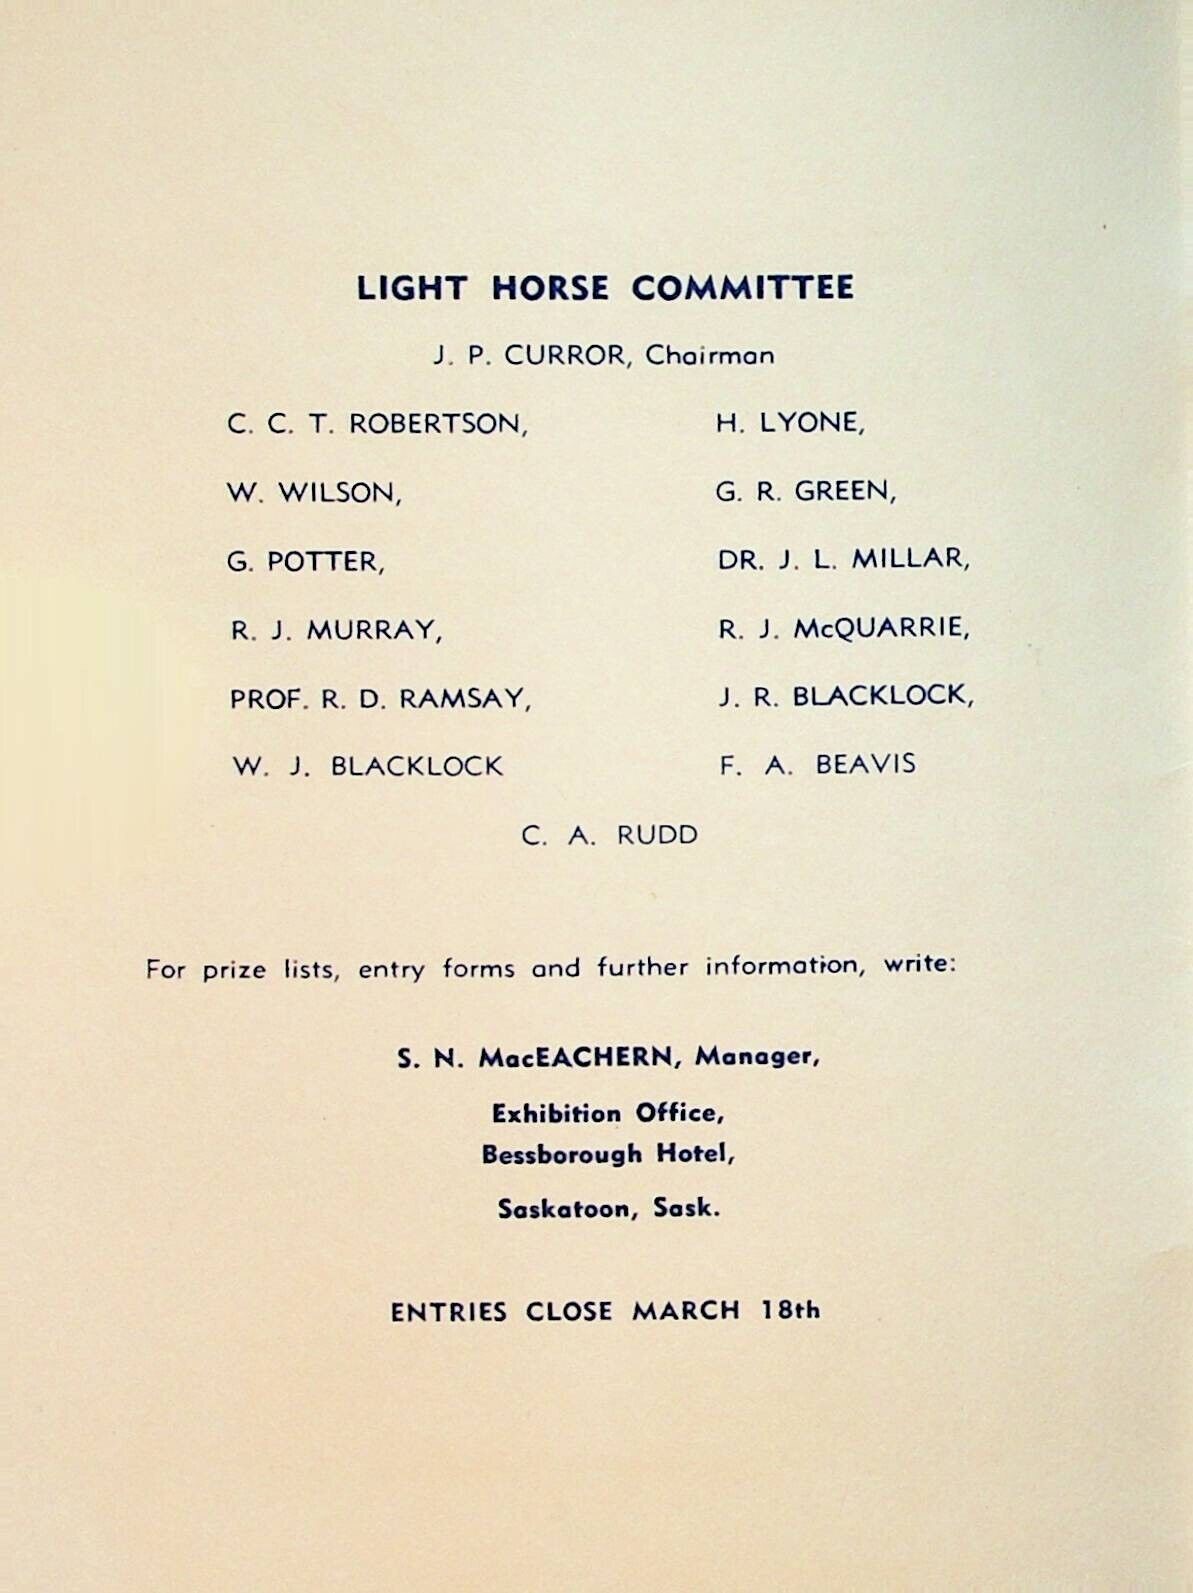 LIGHT HORSE COMMITTEE
J. P. CURROR, Chairman
C. C. T. ROBERTSON, H. LYONE,
W. WILSON, G. R. GREEN,
G. POTTER, DR. J. L. MILLAR,
R. J. MURRAY, R. J. McQUARRIE,
PROF. R. D. RAMSAY, J. R. BLACKLOCK,
W. J. BLACKLOCK F. A. BEAVIS
C. A. RUDD
For prize lists, entry forms and further information, write:
S. N. MacEACHERN, Manager,
Exhibition Office,
Bessborough Hotel,
Saskatoon, Sask.
ENTRIES CLOSE MARCH 18th